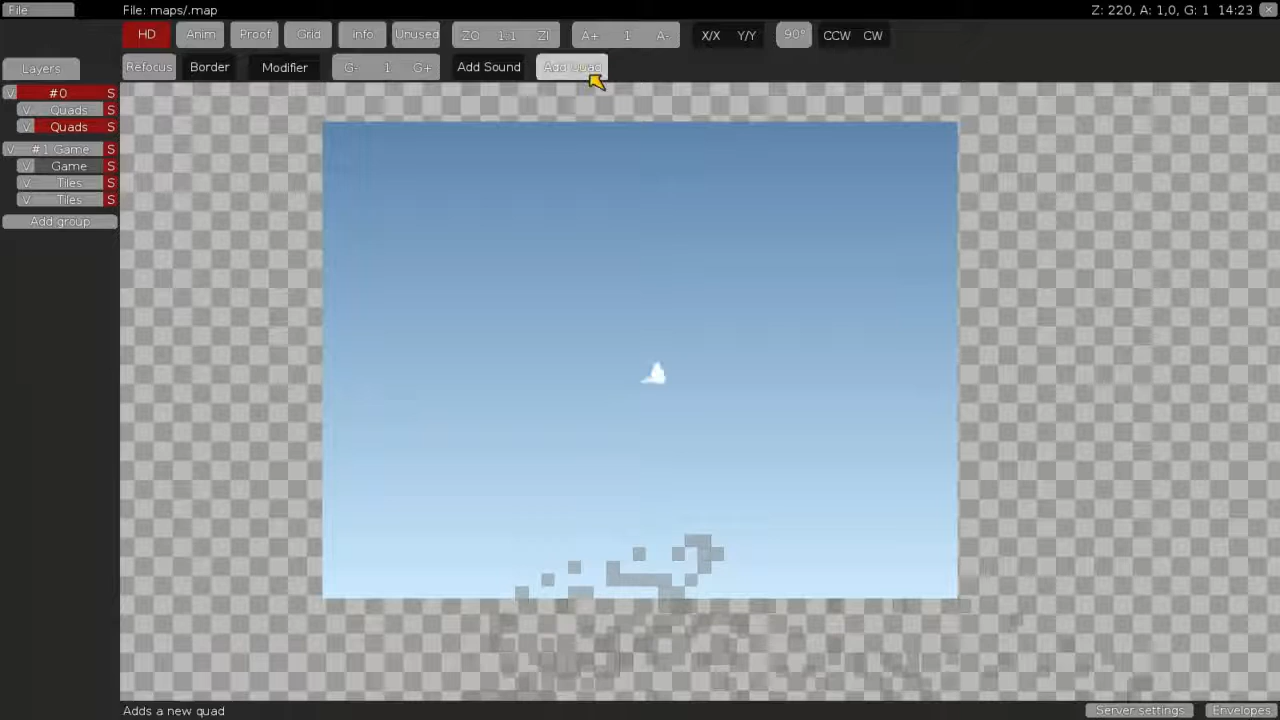 File File: maps/.map Z: 220, A: 1,0, G: 1 14:23 ×
HD Anim Proof Grid Info Unused ZO 1:1 ZI A+ 1 A- X/X Y/Y 90° CCW CW
Layers Refocus Border Modifier G- 1 G+ Add Sound Add Quad
V #0 S
V Quads
V Quads S
V #1 Game S
V Game S
V Tiles S
V Tiles S
Add group
Adds a new quad Server settings Envelopes